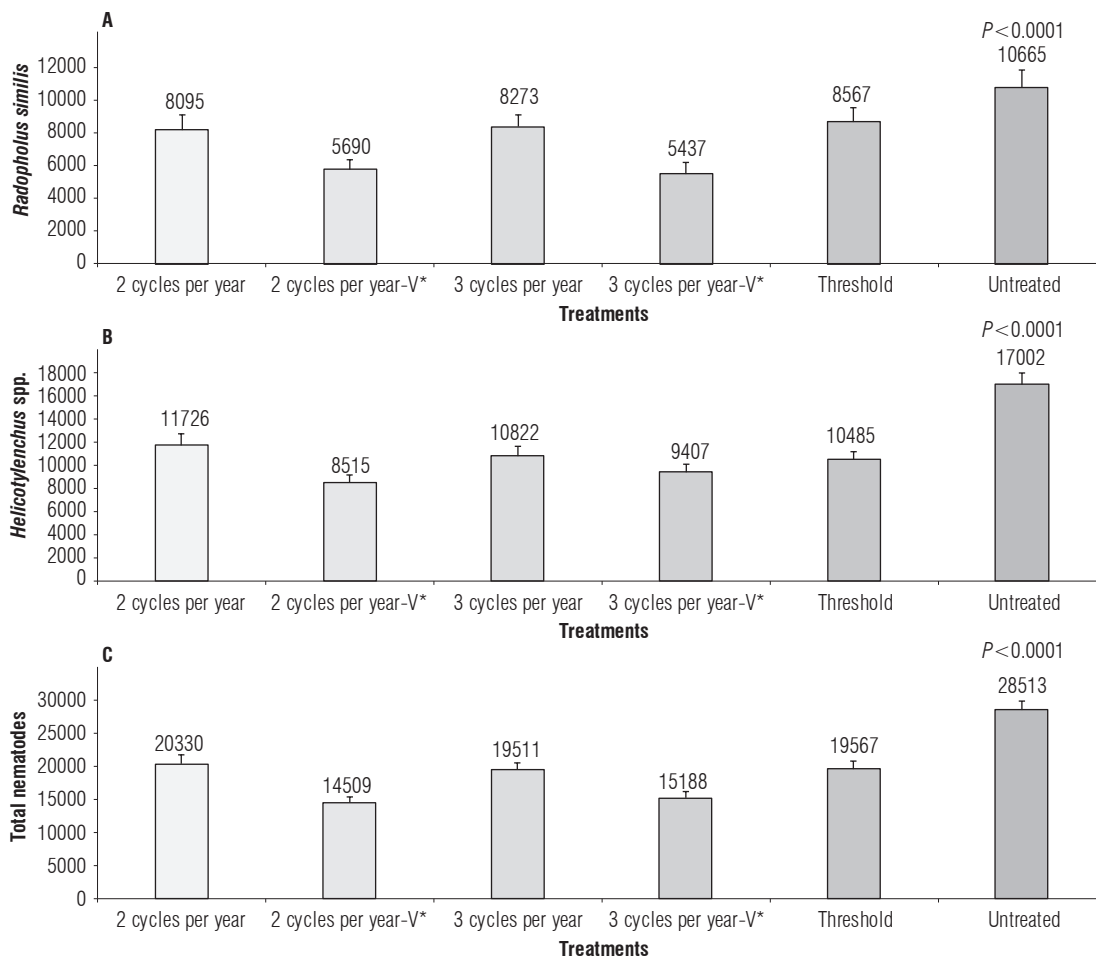 A
P<0.0001
10665
12000
10000
8000
6000
4000
2000
0
Radopholus similis
8095
5690
8273
5437
8567
2 cycles per year
2 cycles per year-V*
3 cycles per year
3 cycles per year-V*
Threshold
Untreated
Treatments
B
P<0.0001
17002
18000
16000
14000
12000
10000
8000
6000
4000
2000
0
Helicotylenchus spp.
11726
8515
10822
9407
10485
2 cycles per year
2 cycles per year-V*
3 cycles per year
3 cycles per year-V*
Threshold
Untreated
Treatments
C
P<0.0001
28513
30000
25000
20000
15000
10000
5000
0
Total nematodes
20330
14509
19511
15188
19567
2 cycles per year
2 cycles per year-V*
3 cycles per year
3 cycles per year-V*
Threshold
Untreated
Treatments